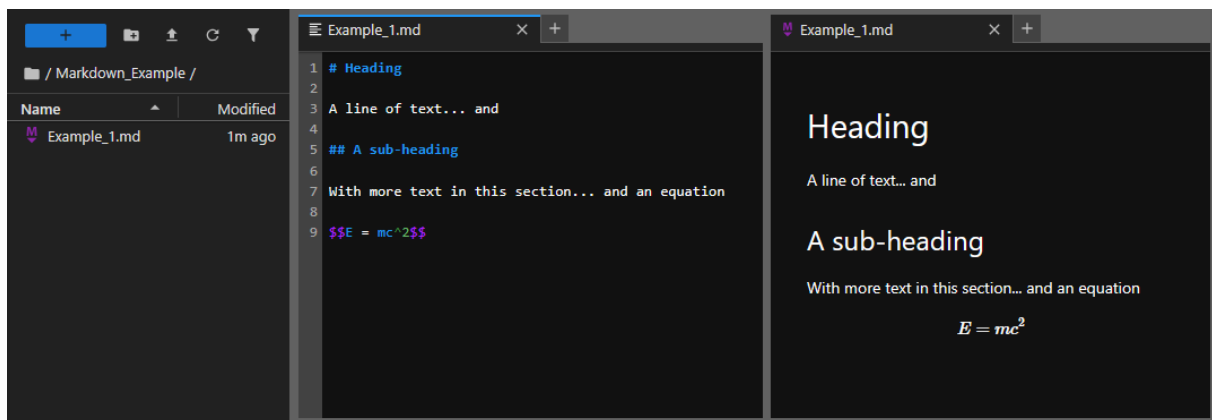 +
/ Markdown_Example /
Name Modified
Example_1.md 1m ago
Example_1.md × +
1 # Heading
2
3 A line of text... and
4
5 ## A sub-heading
6
7 With more text in this section... and an equation
8
9 $$E = mc^2$$
Example_1.md × +
Heading
A line of text... and
A sub-heading
With more text in this section... and an equation
E = mc²